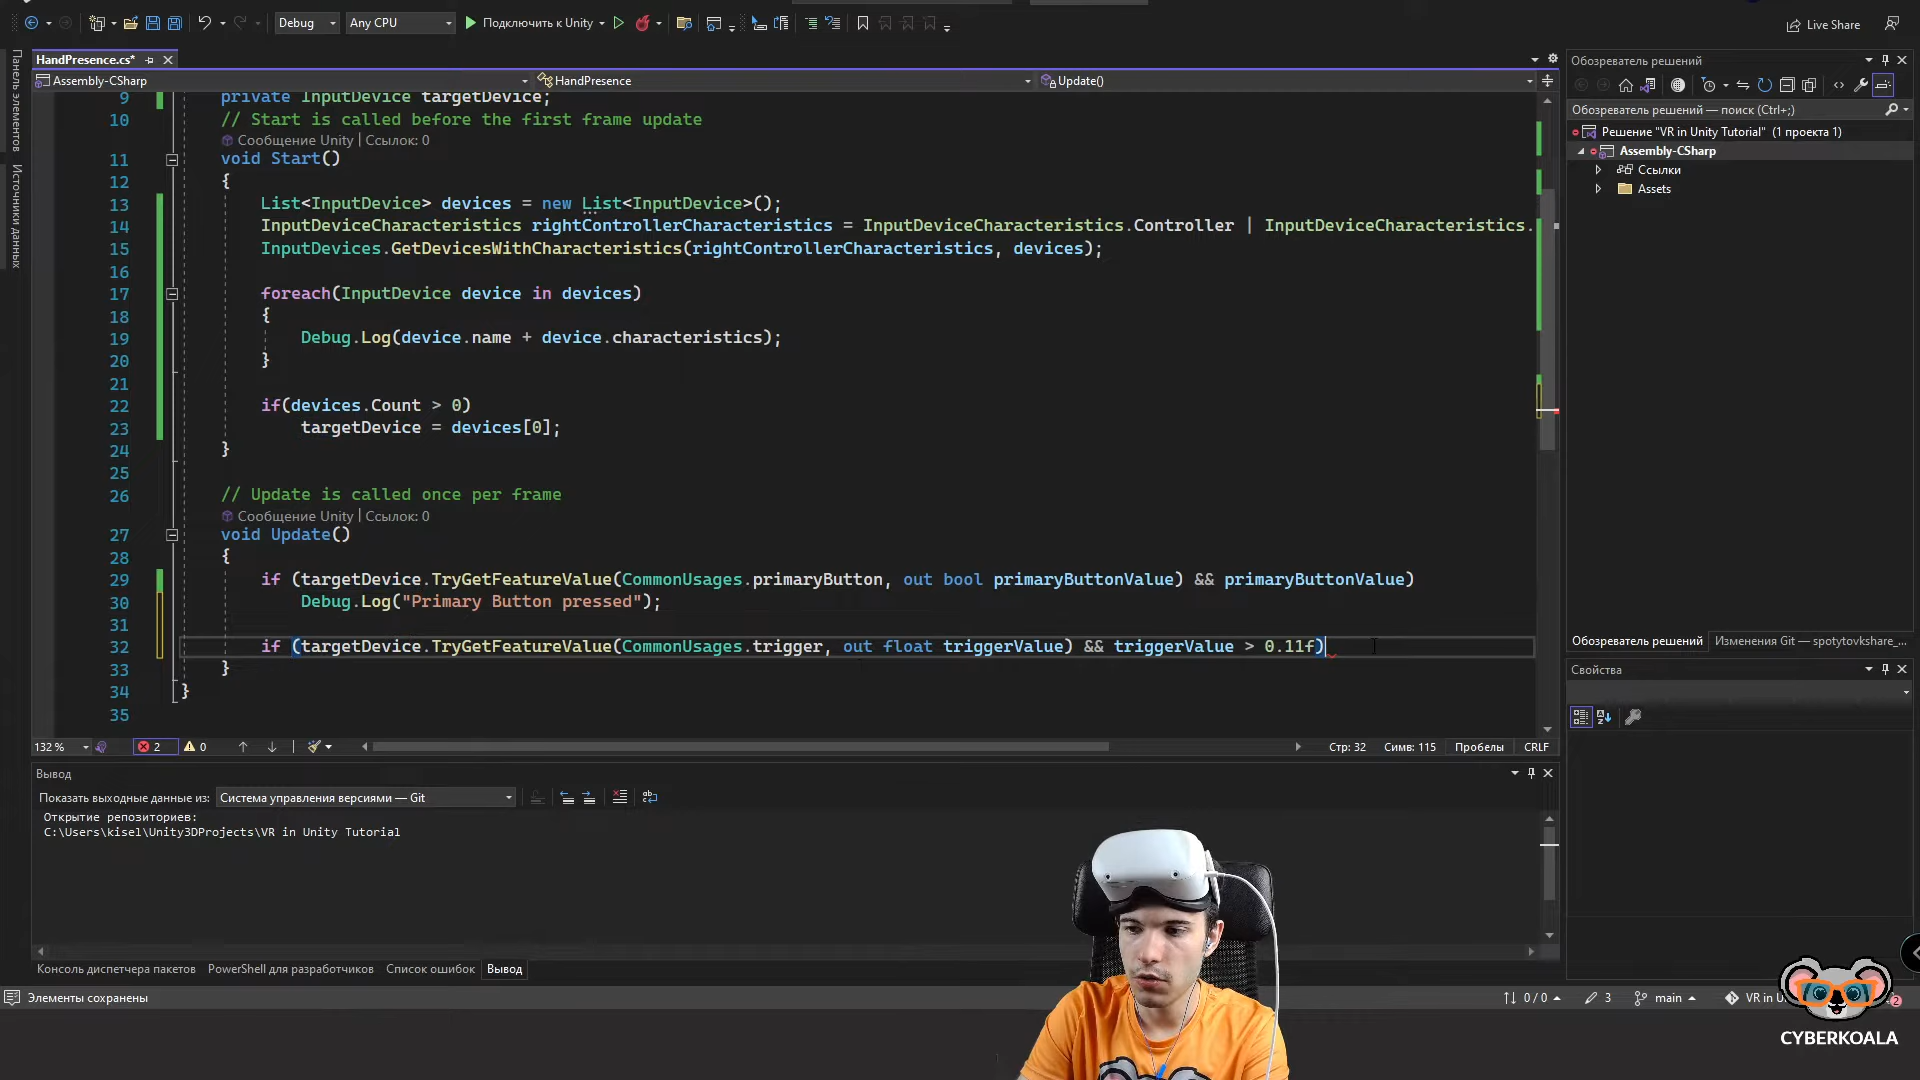 Debug
Any CPU
Подключить к Unity
Live Share
HandPresence.cs*
Assembly-CSharp
HandPresence
Update()
Панель элементов
Источники данных
9 private InputDevice targetDevice;
10 // Start is called before the first frame update
Сообщение Unity | Ссылок: 0
11 void Start()
12 {
13 List<InputDevice> devices = new List<InputDevice>();
14 InputDeviceCharacteristics rightControllerCharacteristics = InputDeviceCharacteristics.Controller | InputDeviceCharacteristics.
15 InputDevices.GetDevicesWithCharacteristics(rightControllerCharacteristics, devices);
16
17 foreach(InputDevice device in devices)
18 {
19 Debug.Log(device.name + device.characteristics);
20 }
21
22 if(devices.Count > 0)
23 targetDevice = devices[0];
24 }
25
26 // Update is called once per frame
Сообщение Unity | Ссылок: 0
27 void Update()
28 {
29 if (targetDevice.TryGetFeatureValue(CommonUsages.primaryButton, out bool primaryButtonValue) && primaryButtonValue)
30 Debug.Log("Primary Button pressed");
31
32 if (targetDevice.TryGetFeatureValue(CommonUsages.trigger, out float triggerValue) && triggerValue > 0.11f)
33 }
34 }
35
132 %
2
0
Стр: 32
Симв: 115
Пробелы
CRLF
Вывод
Показать выходные данные из:
Система управления версиями — Git
Открытие репозиториев:
C:\Users\kisel\Unity3DProjects\VR in Unity Tutorial
Консоль диспетчера пакетов
PowerShell для разработчиков
Список ошибок
Вывод
Элементы сохранены
Обозреватель решений
Обозреватель решений — поиск (Ctrl+;)
Решение "VR in Unity Tutorial" (1 проекта 1)
Assembly-CSharp
Ссылки
Assets
Обозреватель решений
Изменения Git — spotytovkshare_...
Свойства
0 / 0
3
main
VR in U
2
CYBERKOALA